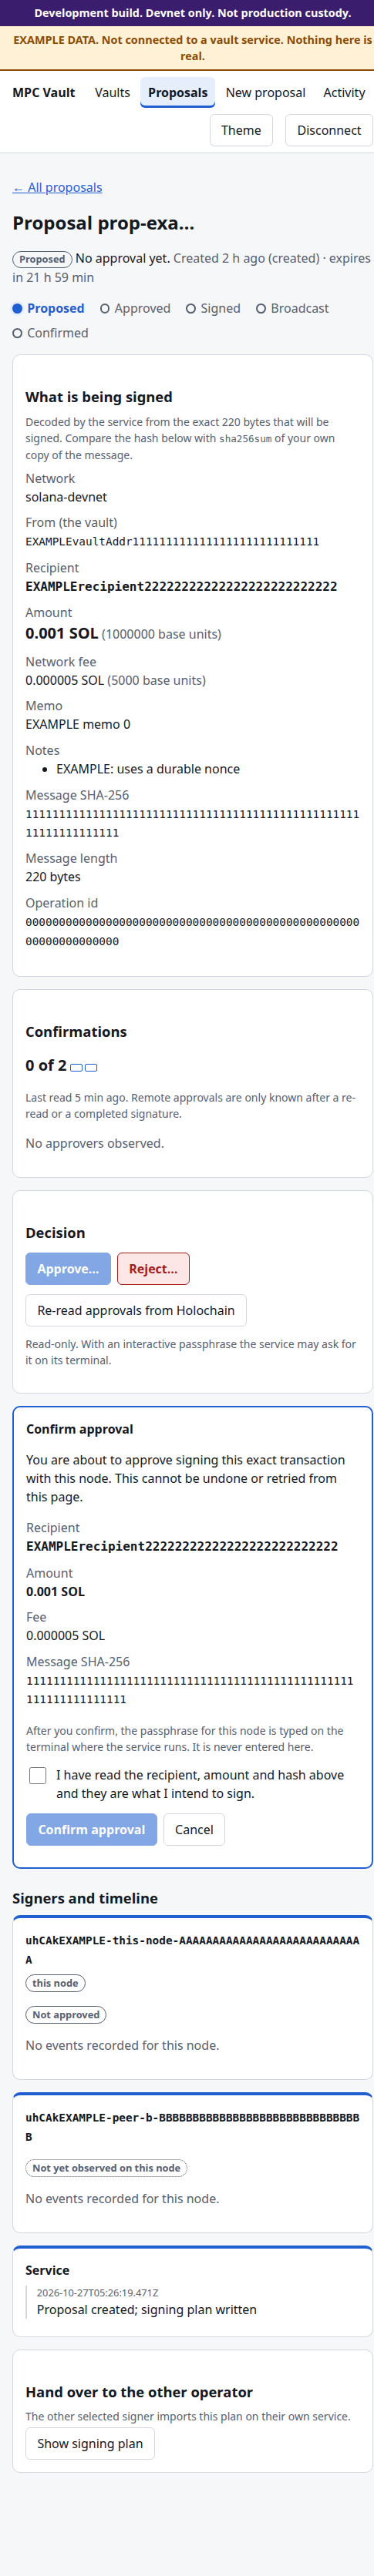 Development build. Devnet only. Not production custody.
EXAMPLE DATA. Not connected to a vault service. Nothing here is
real.
MPC Vault Vaults Proposals New proposal Activity
Theme Disconnect
← All proposals
Proposal prop-exa...
Proposed No approval yet. Created 2 h ago (created) · expires
in 21 h 59 min
Proposed Approved Signed Broadcast
Confirmed
What is being signed
Decoded by the service from the exact 220 bytes that will be
signed. Compare the hash below with sha256sum of your own
copy of the message.
Network
solana-devnet
From (the vault)
EXAMPLEvaultAddr1111111111111111111111111111
Recipient
EXAMPLErecipient22222222222222222222222222222
Amount
0.001 SOL (1000000 base units)
Network fee
0.000005 SOL (5000 base units)
Memo
EXAMPLE memo 0
Notes
EXAMPLE: uses a durable nonce
Message SHA-256
11111111111111111111111111111111111111111111111111
11111111111111
Message length
220 bytes
Operation id
00000000000000000000000000000000000000000000000000
00000000000000
Confirmations
0 of 2
Last read 5 min ago. Remote approvals are only known after a re-
read or a completed signature.
No approvers observed.
Decision
Approve... Reject...
Re-read approvals from Holochain
Read-only. With an interactive passphrase the service may ask for
it on its terminal.
Confirm approval
You are about to approve signing this exact transaction
with this node. This cannot be undone or retried from
this page.
Recipient
EXAMPLErecipient22222222222222222222222222222
Amount
0.001 SOL
Fee
0.000005 SOL
Message SHA-256
1111111111111111111111111111111111111111111111111
111111111111111
After you confirm, the passphrase for this node is typed on the
terminal where the service runs. It is never entered here.
I have read the recipient, amount and hash above
and they are what I intend to sign.
Confirm approval Cancel
Signers and timeline
uhCAkEXAMPLE-this-node-AAAAAAAAAAAAAAAAAAAAAAAAAAA
A
this node
Not approved
No events recorded for this node.
uhCAkEXAMPLE-peer-b-BBBBBBBBBBBBBBBBBBBBBBBBBBBBBB
B
Not yet observed on this node
No events recorded for this node.
Service
2026-10-27T05:26:19.471Z
Proposal created; signing plan written
Hand over to the other operator
The other selected signer imports this plan on their own service.
Show signing plan